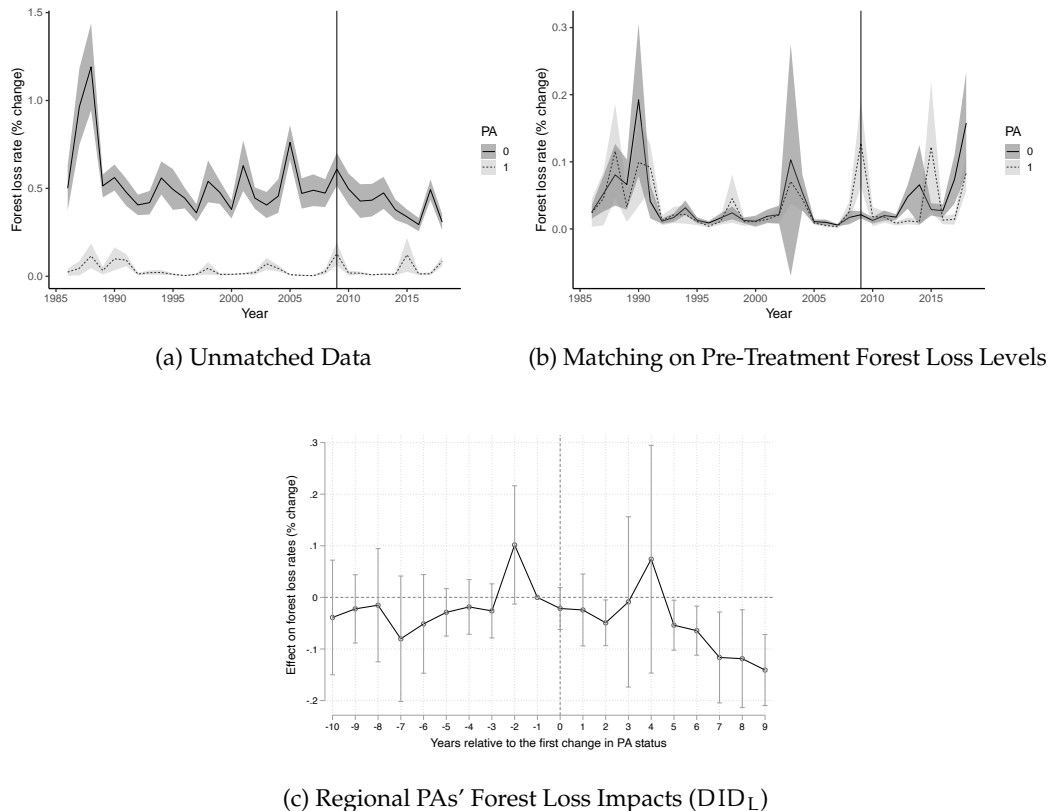 1.5
1.0
0.5
0.0
Forest loss rate (% change)
1985 1990 1995 2000 2005 2010 2015
Year
PA
0
1
(a) Unmatched Data
0.3
0.2
0.1
0.0
Forest loss rate (% change)
1985 1990 1995 2000 2005 2010 2015
Year
PA
0
1
(b) Matching on Pre-Treatment Forest Loss Levels
.3
.2
.1
0
-.1
-.2
Effect on forest loss rates (% change)
-10 -9 -8 -7 -6 -5 -4 -3 -2 -1 0 1 2 3 4 5 6 7 8 9
Years relative to the first change in PA status
(c) Regional PAs' Forest Loss Impacts (DID_L)